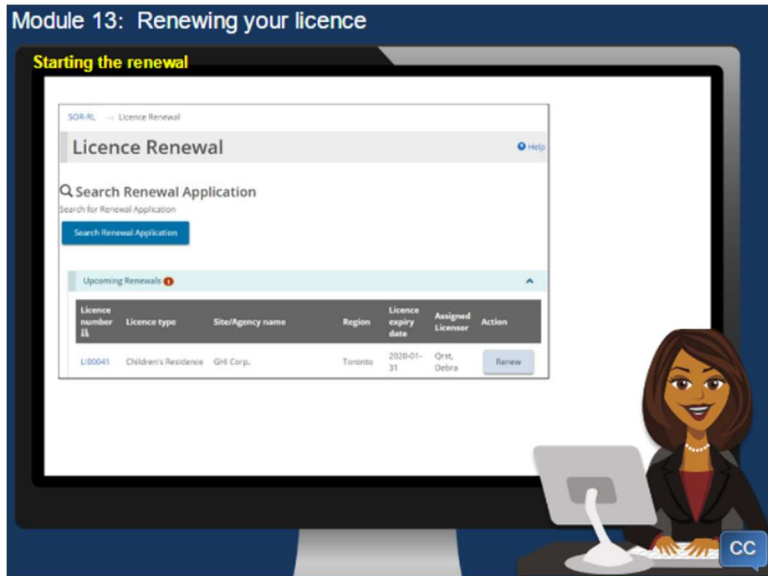 Module 13: Renewing your licence
Starting the renewal
SOR-RL → Licence Renewal
Licence Renewal
Help
Search Renewal Application
Search for Renewal Application
Search Renewal Application
Upcoming Renewals 1
Licence number Licence type Site/Agency name Region Licence expiry date Assigned Licensor Action
LI00041 Children's Residence GHI Corp. Toronto 2020-01-31 Debra Renew
CC